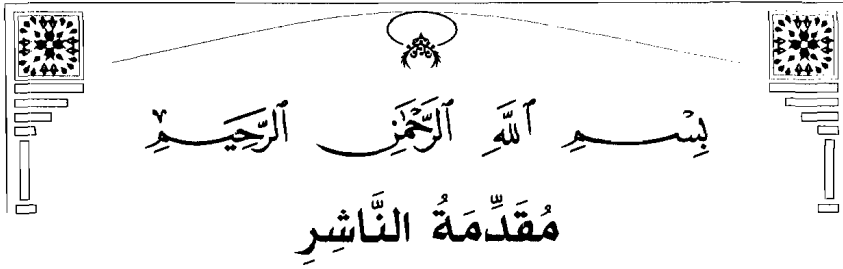 بِسْمِ ٱللَّهِ ٱلرَّحْمَٰنِ ٱلرَّحِيمِ
مُقَدِّمَةُ النَّاشِرِ